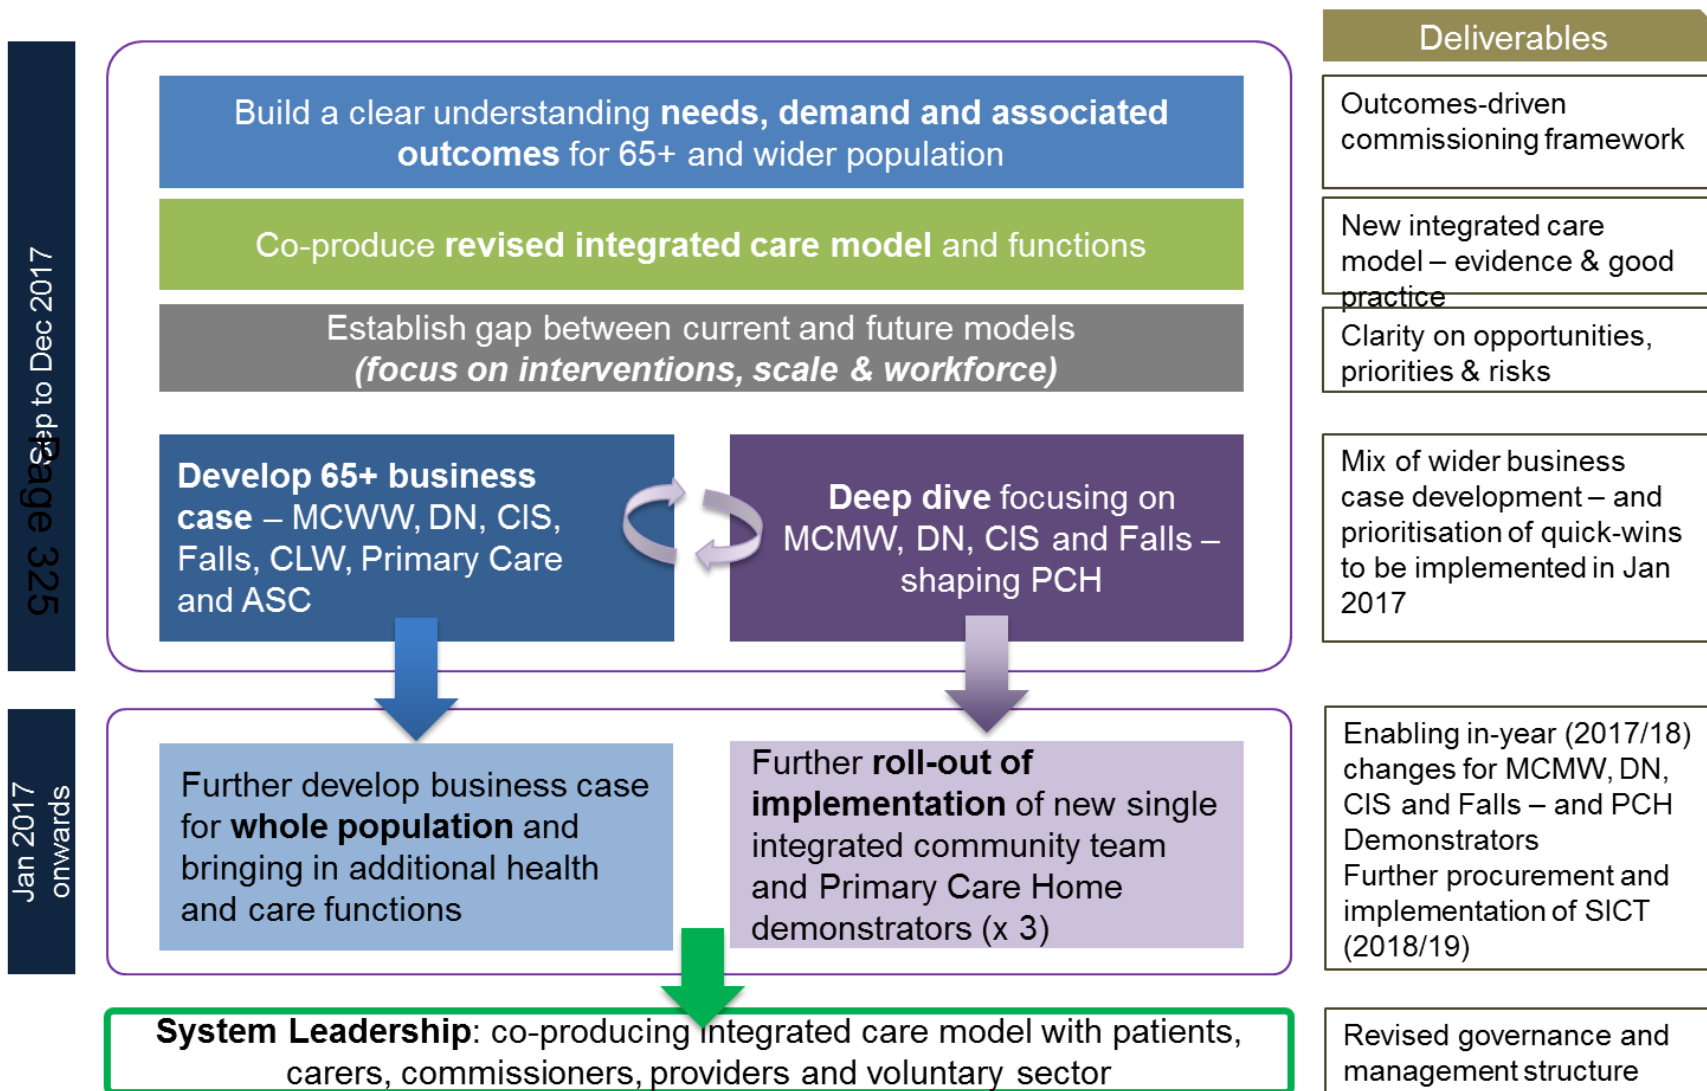 Deliverables
Sep to Dec 2017
Page 325
Build a clear understanding needs, demand and associated
outcomes for 65+ and wider population
Outcomes-driven
commissioning framework
Co-produce revised integrated care model and functions
New integrated care
model – evidence & good
practice
Establish gap between current and future models
(focus on interventions, scale & workforce)
Clarity on opportunities,
priorities & risks
Develop 65+ business
case – MCWW, DN, CIS,
Falls, CLW, Primary Care
and ASC
Deep dive focusing on
MCMW, DN, CIS and Falls –
shaping PCH
Mix of wider business
case development – and
prioritisation of quick-wins
to be implemented in Jan
2017
Jan 2017
onwards
Further develop business case
for whole population and
bringing in additional health
and care functions
Further roll-out of
implementation of new single
integrated community team
and Primary Care Home
demonstrators (x 3)
Enabling in-year (2017/18)
changes for MCMW, DN,
CIS and Falls – and PCH
Demonstrators
Further procurement and
implementation of SICT
(2018/19)
System Leadership: co-producing integrated care model with patients,
carers, commissioners, providers and voluntary sector
Revised governance and
management structure